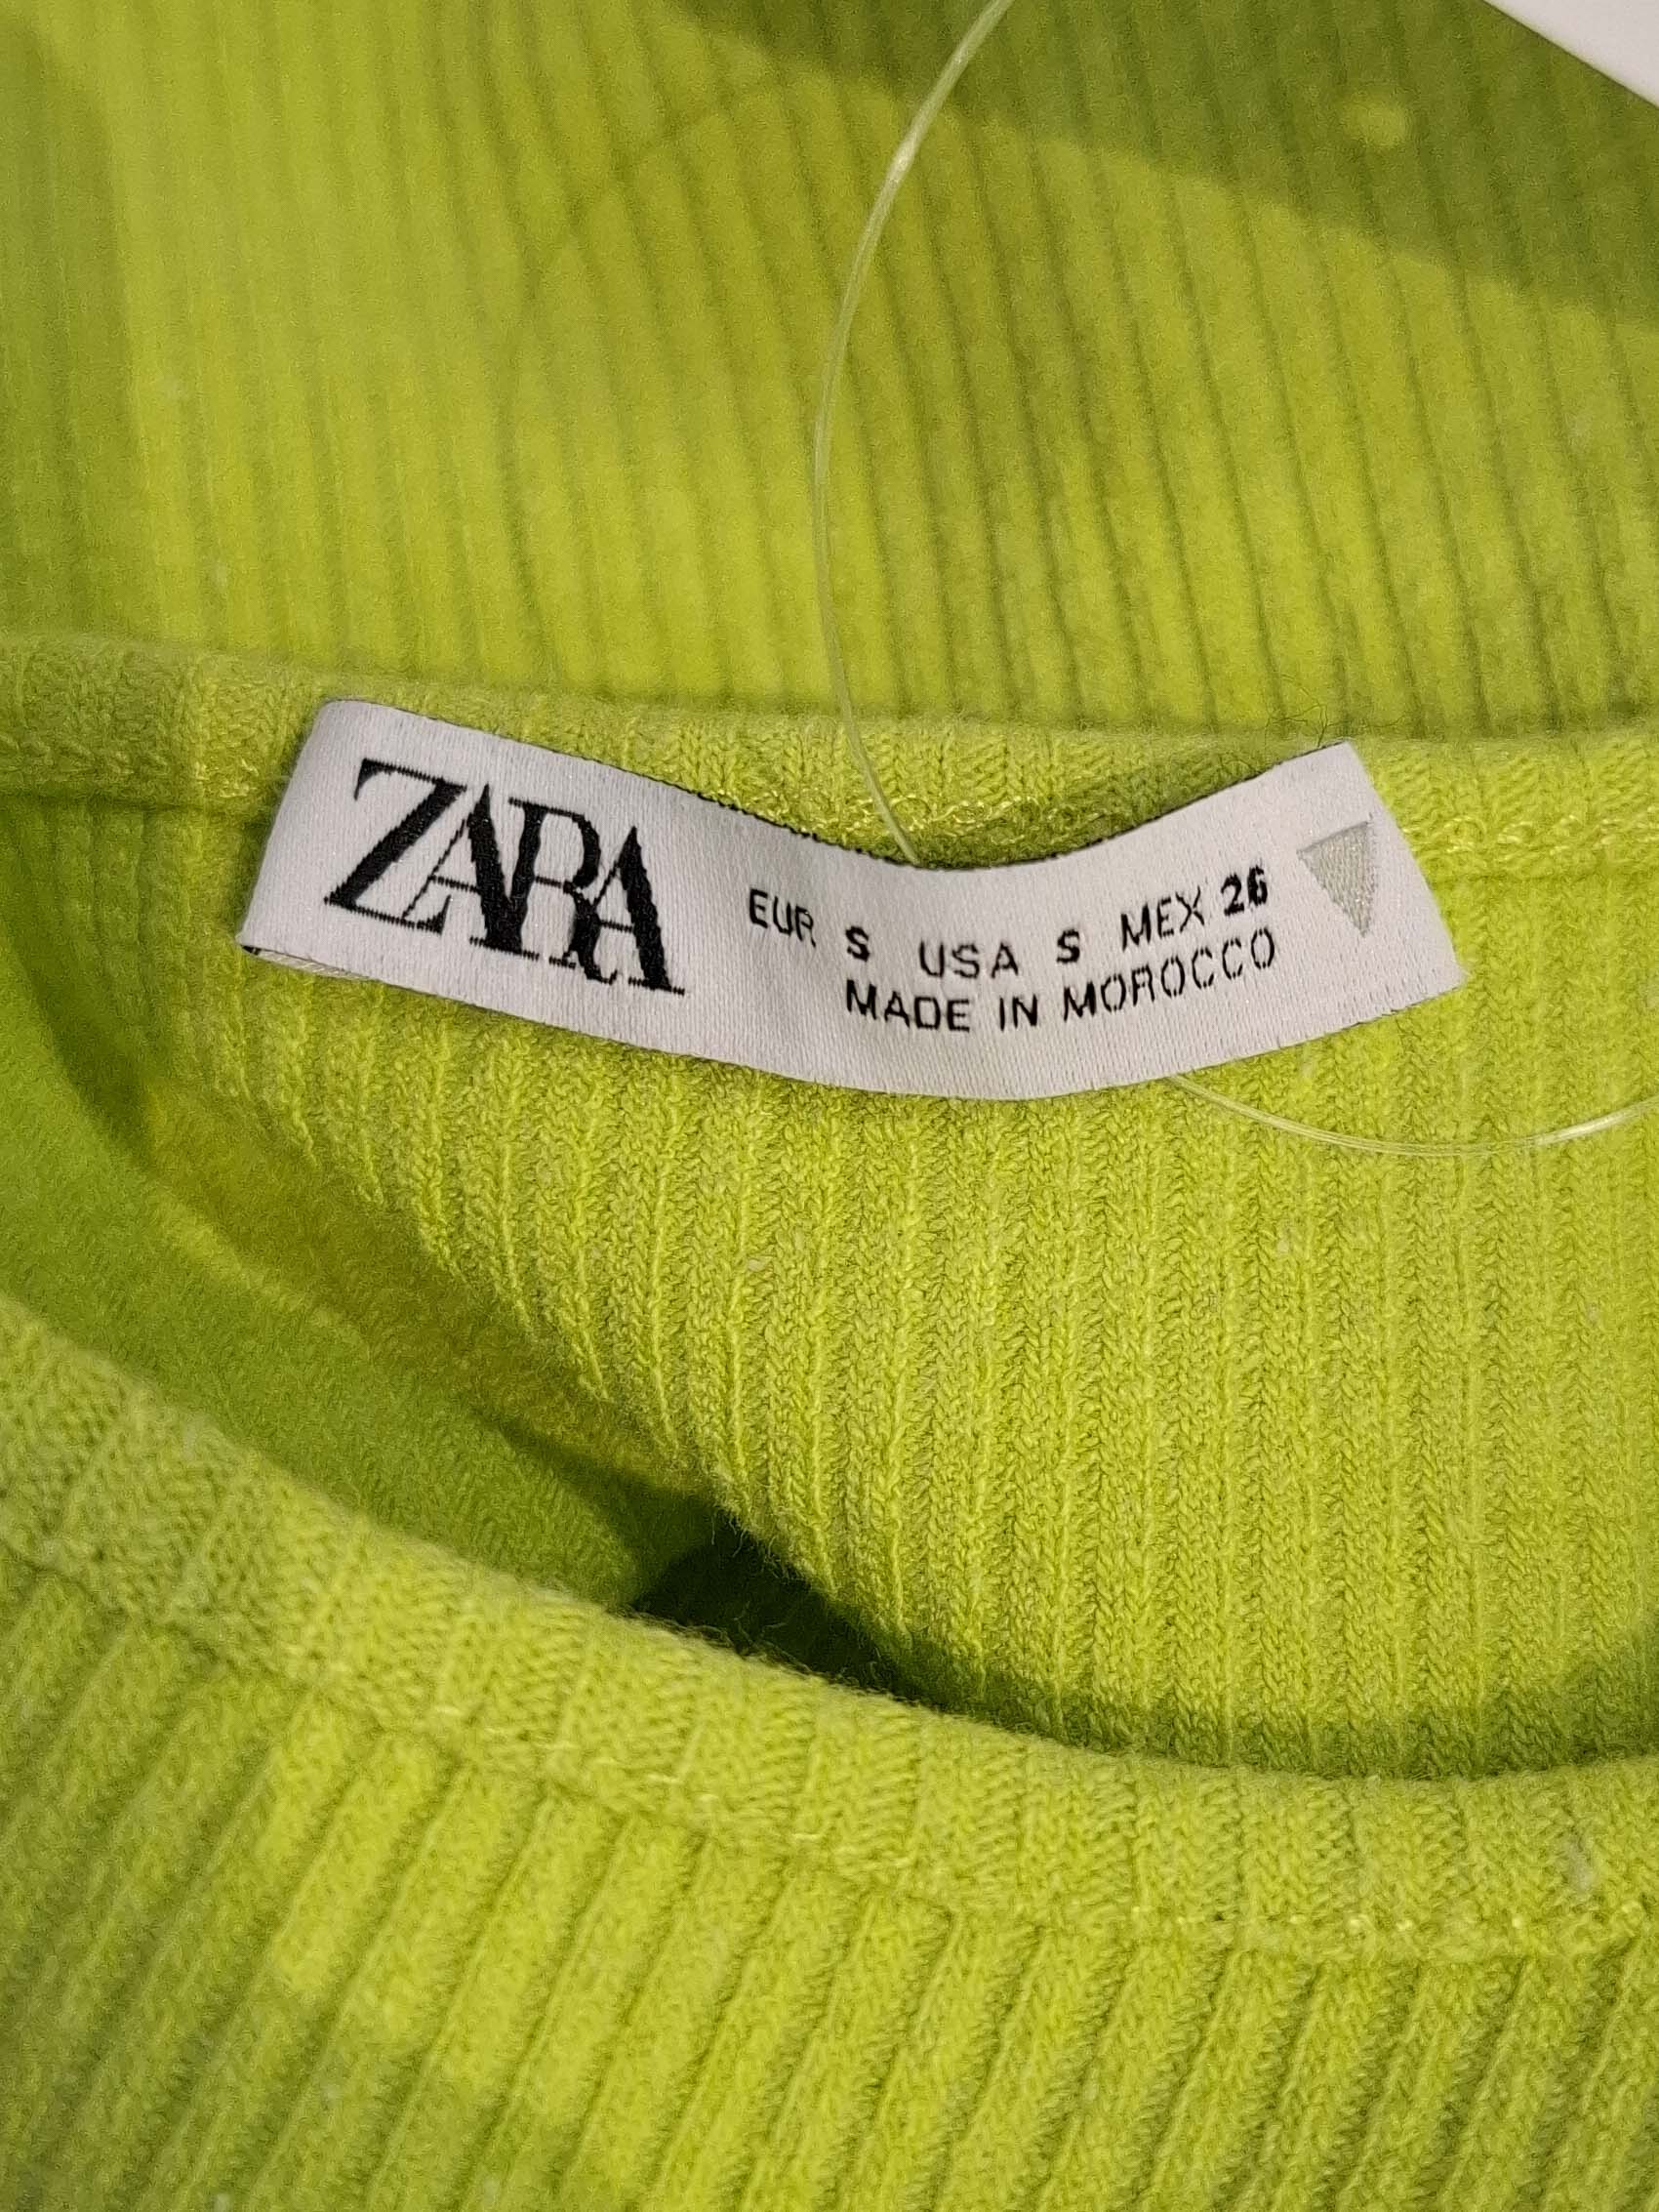 ZARA
EUR S USA S MEX 26
MADE IN MOROCCO